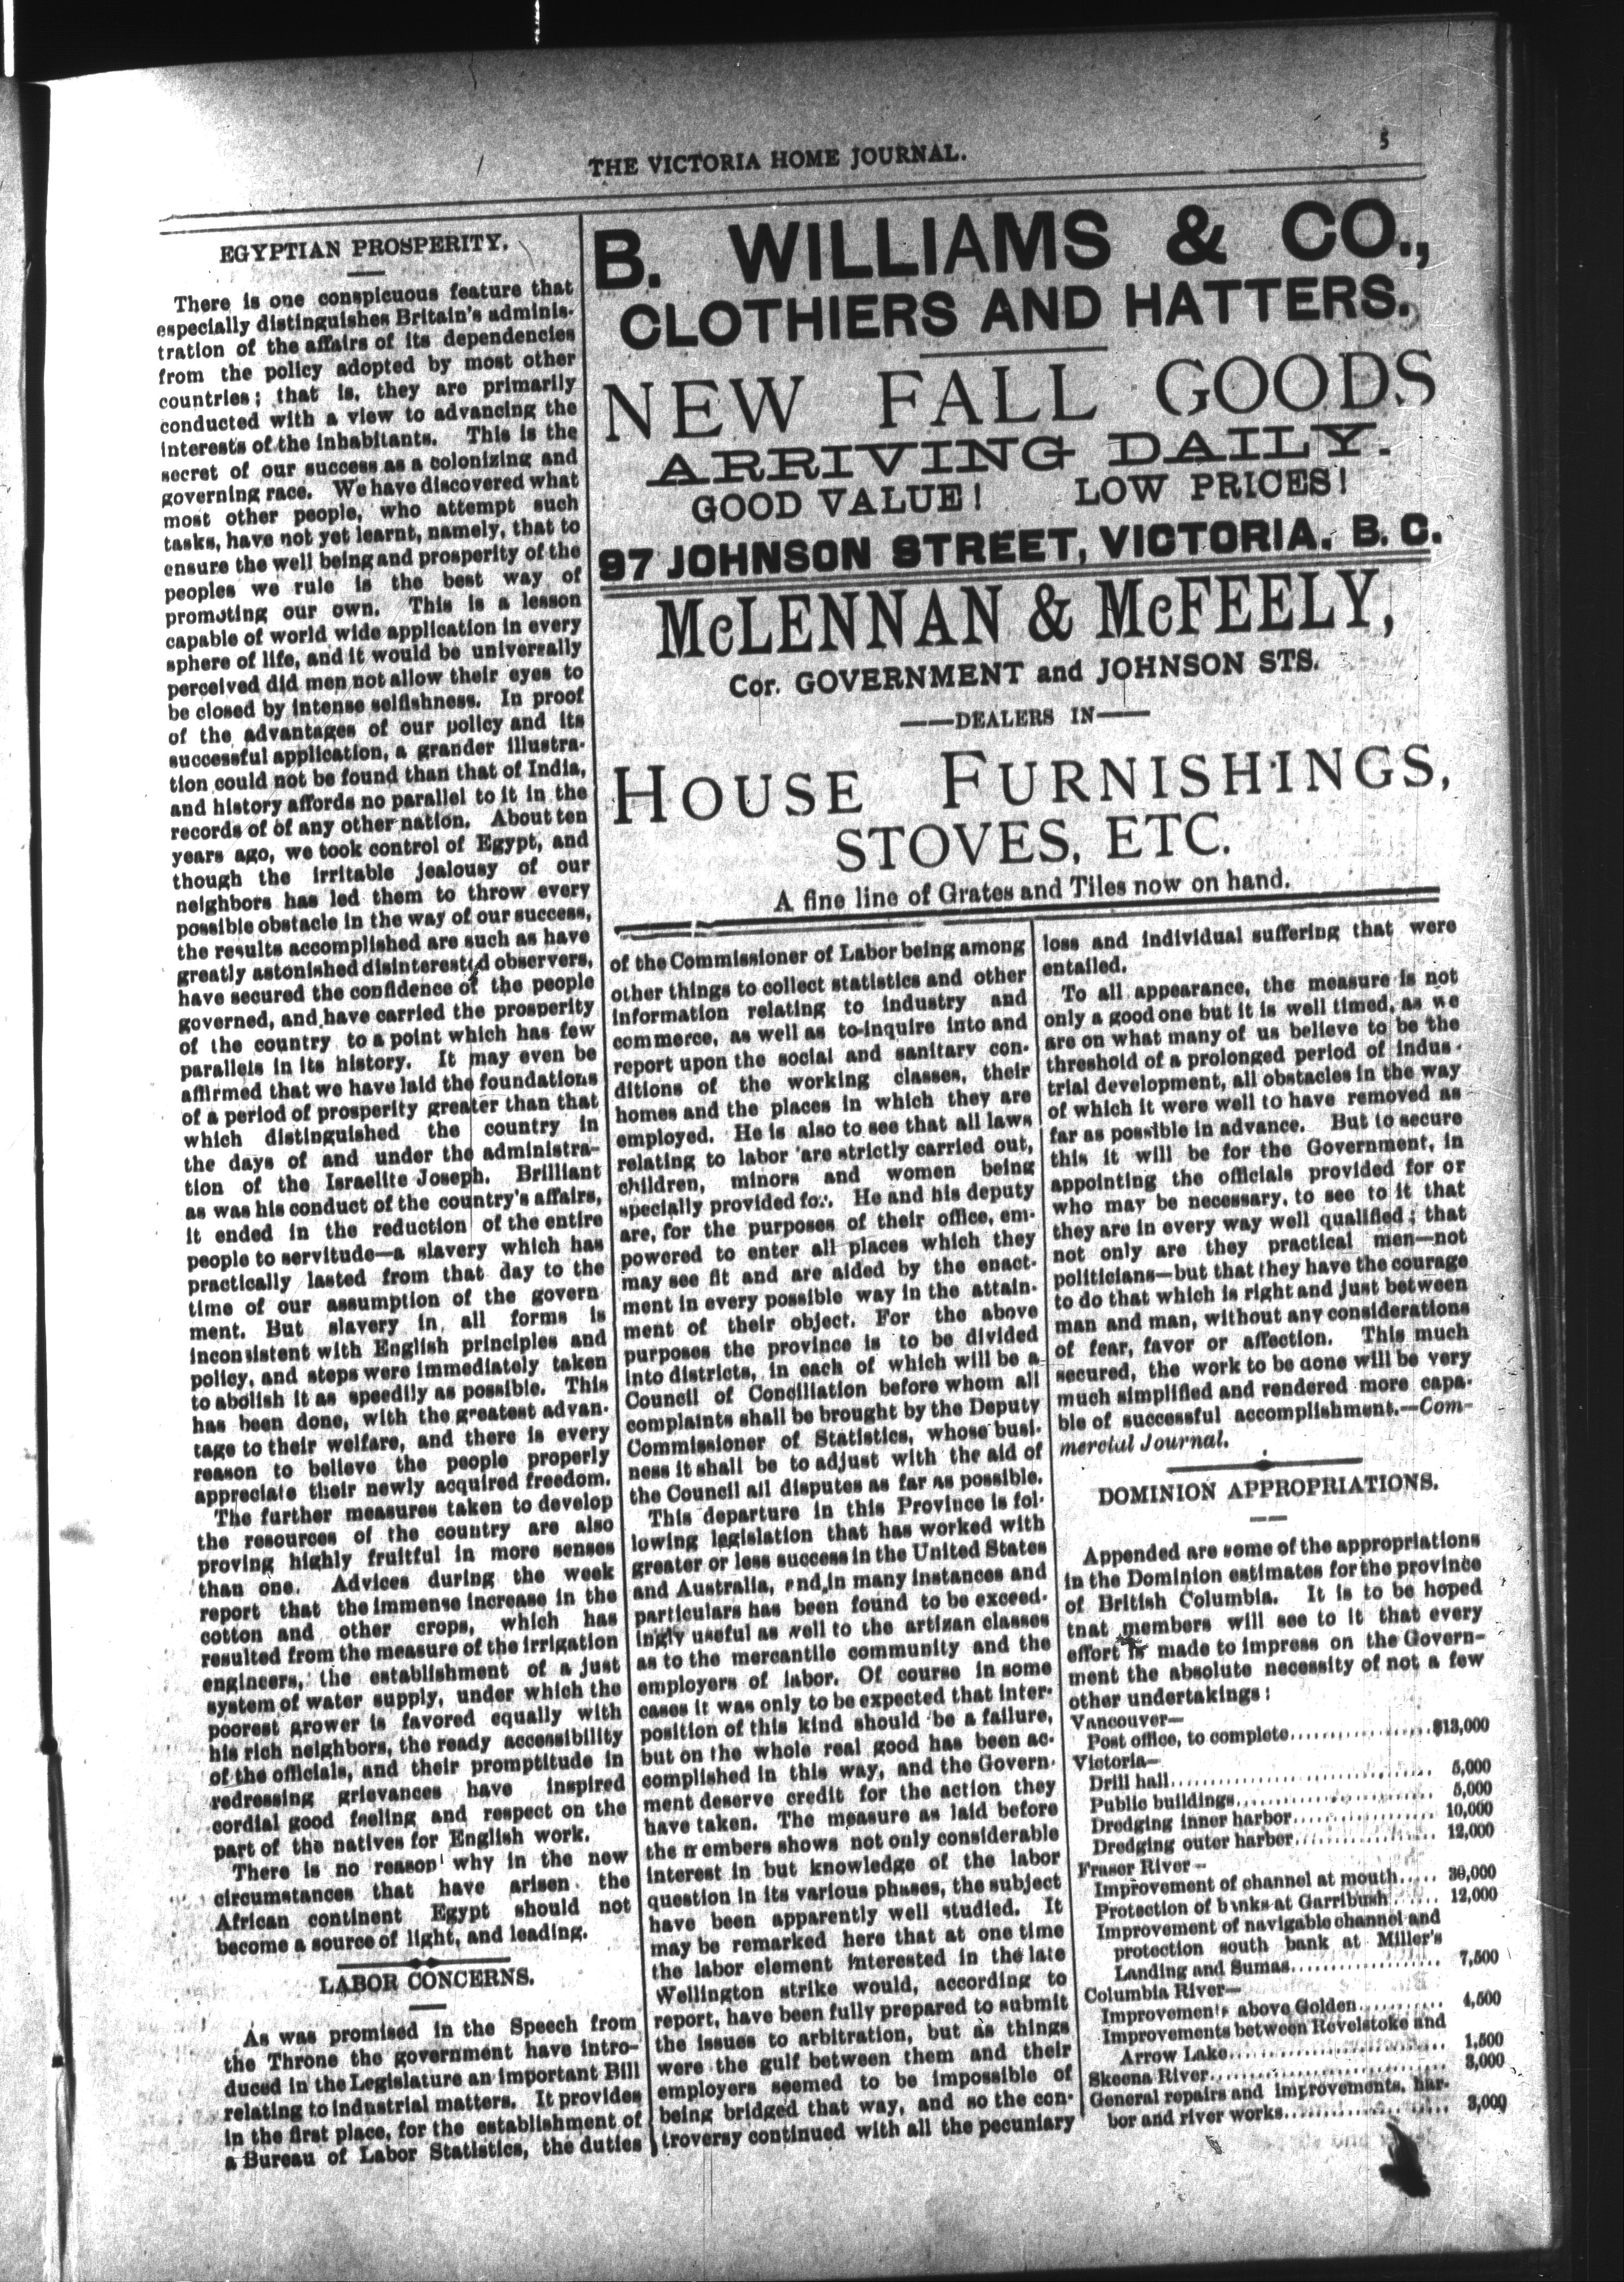 THE VICTORIA HOME JOURNAL.
5
EGYPTIAN PROSPERITY.
There is one conspicuous feature that
especially distinguishes Britain's adminis-
tration of the affairs of its dependencies
from the policy adopted by most other
countries; that is, they are primarily
conducted with a view to advancing the
interests of the inhabitants. This is the
secret of our success as a colonizing and
governing race. We have discovered what
most other people, who attempt such
tasks, have not yet learnt, namely, that to
ensure the well being and prosperity of the
peoples we rule is the best way of
promoting our own. This is a lesson
capable of world wide application in every
sphere of life, and it would be universally
perceived did men not allow their eyes to
be closed by intense selfishness. In proof
of the advantages of our policy and its
successful application, a grander illustra-
tion could not be found than that of India,
and history affords no parallel to it in the
records of of any other nation. About ten
years ago, we took control of Egypt, and
though the irritable jealousy of our
neighbors has led them to throw every
possible obstacle in the way of our success,
the results accomplished are such as have
greatly astonished disinterested observers,
have secured the confidence of the people
governed, and have carried the prosperity
of the country to a point which has few
parallels in its history. It may even be
affirmed that we have laid the foundations
of a period of prosperity greater than that
which distinguished the country in
the days of and under the administra-
tion of the Israelite Joseph. Brilliant
as was his conduct of the country's affairs,
it ended in the reduction of the entire
people to servitude—a slavery which has
practically lasted from that day to the
time of our assumption of the govern
ment. But slavery in all forms is
inconsistent with English principles and
policy, and steps were immediately taken
to abolish it as speedily as possible. This
has been done, with the greatest advan-
tage to their welfare, and there is every
reason to believe the people properly
appreciate their newly acquired freedom.
The further measures taken to develop
the resources of the country are also
proving highly fruitful in more senses
than one. Advices during the week
report that the immense increase in the
cotton and other crops, which has
resulted from the measure of the irrigation
engineers, the establishment of a just
system of water supply, under which the
poorest grower is favored equally with
his rich neighbors, the ready accessibility
of the officials, and their promptitude in
redressing grievances have inspired
cordial good feeling and respect on the
part of the natives for English work.
There is no reason why in the new
circumstances that have arisen the
African continent Egypt should not
become a source of light, and leading.
LABOR CONCERNS.
As was promised in the Speech from
the Throne the government have intro-
duced in the Legislature an important Bill
relating to industrial matters. It provides
in the first place, for the establishment of
a Bureau of Labor Statistics, the duties
B. WILLIAMS & CO.,
CLOTHIERS AND HATTERS.
NEW FALL GOODS
ARRIVING DAILY.
GOOD VALUE! LOW PRICES!
97 JOHNSON STREET, VICTORIA. B. C.
McLENNAN & McFEELY,
Cor. GOVERNMENT and JOHNSON STS.
——DEALERS IN——
HOUSE FURNISHINGS,
STOVES, ETC.
A fine line of Grates and Tiles now on hand.
of the Commissioner of Labor being among
other things to collect statistics and other
information relating to industry and
commerce, as well as to inquire into and
report upon the social and sanitary con-
ditions of the working classes, their
homes and the places in which they are
employed. He is also to see that all laws
relating to labor are strictly carried out,
children, minors and women being
specially provided for. He and his deputy
are, for the purposes of their office, em-
powered to enter all places which they
may see fit and are aided by the enact-
ment in every possible way in the attain-
ment of their object. For the above
purposes the province is to be divided
into districts, in each of which will be a
Council of Conciliation before whom all
complaints shall be brought by the Deputy
Commissioner of Statistics, whose busi-
ness it shall be to adjust with the aid of
the Council all disputes as far as possible.
This departure in this Province is fol-
lowing legislation that has worked with
greater or less success in the United States
and Australia, and in many instances and
particulars has been found to be exceed-
ingly useful as well to the artizan classes
as to the mercantile community and the
employers of labor. Of course in some
cases it was only to be expected that inter-
position of this kind should be a failure,
but on the whole real good has been ac-
complished in this way, and the Govern-
ment deserve credit for the action they
have taken. The measure as laid before
the members shows not only considerable
interest in but knowledge of the labor
question in its various phases, the subject
have been apparently well studied. It
may be remarked here that at one time
the labor element interested in the late
Wellington strike would, according to
report, have been fully prepared to submit
the issues to arbitration, but as things
were the gulf between them and their
employers seemed to be impossible of
being bridged that way, and so the con-
troversy continued with all the pecuniary
loss and individual suffering that were
entailed.
To all appearance, the measure is not
only a good one but it is well timed, as we
are on what many of us believe to be the
threshold of a prolonged period of indus-
trial development, all obstacles in the way
of which it were well to have removed as
far as possible in advance. But to secure
this it will be for the Government, in
appointing the officials provided for or
who may be necessary, to see to it that
they are in every way well qualified; that
not only are they practical men—not
politicians—but that they have the courage
to do that which is right and just between
man and man, without any considerations
of fear, favor or affection. This much
secured, the work to be done will be very
much simplified and rendered more capa-
ble of successful accomplishment.—Com-
mercial Journal.
DOMINION APPROPRIATIONS.
Appended are some of the appropriations
in the Dominion estimates for the province
of British Columbia. It is to be hoped
tnat members will see to it that every
effort is made to impress on the Govern-
ment the absolute necessity of not a few
other undertakings:
Vancouver—
Post office, to complete.............. $13,000
Victoria—
Drill hall.............................. 5,000
Public buildings....................... 5,000
Dredging inner harbor................ 10,000
Dredging outer harbor................ 12,000
Fraser River—
Improvement of channel at mouth..... 30,000
Protection of banks at Garribush...... 12,000
Improvement of navigable channel and
protection south bank at Miller's
Landing and Sumas................. 7,500
Columbia River—
Improvements above Golden.......... 4,500
Improvements between Revelstoke and
Arrow Lake......................... 1,500
Skeena River.......................... 3,000
General repairs and improvements, har-
bor and river works................... 3,000